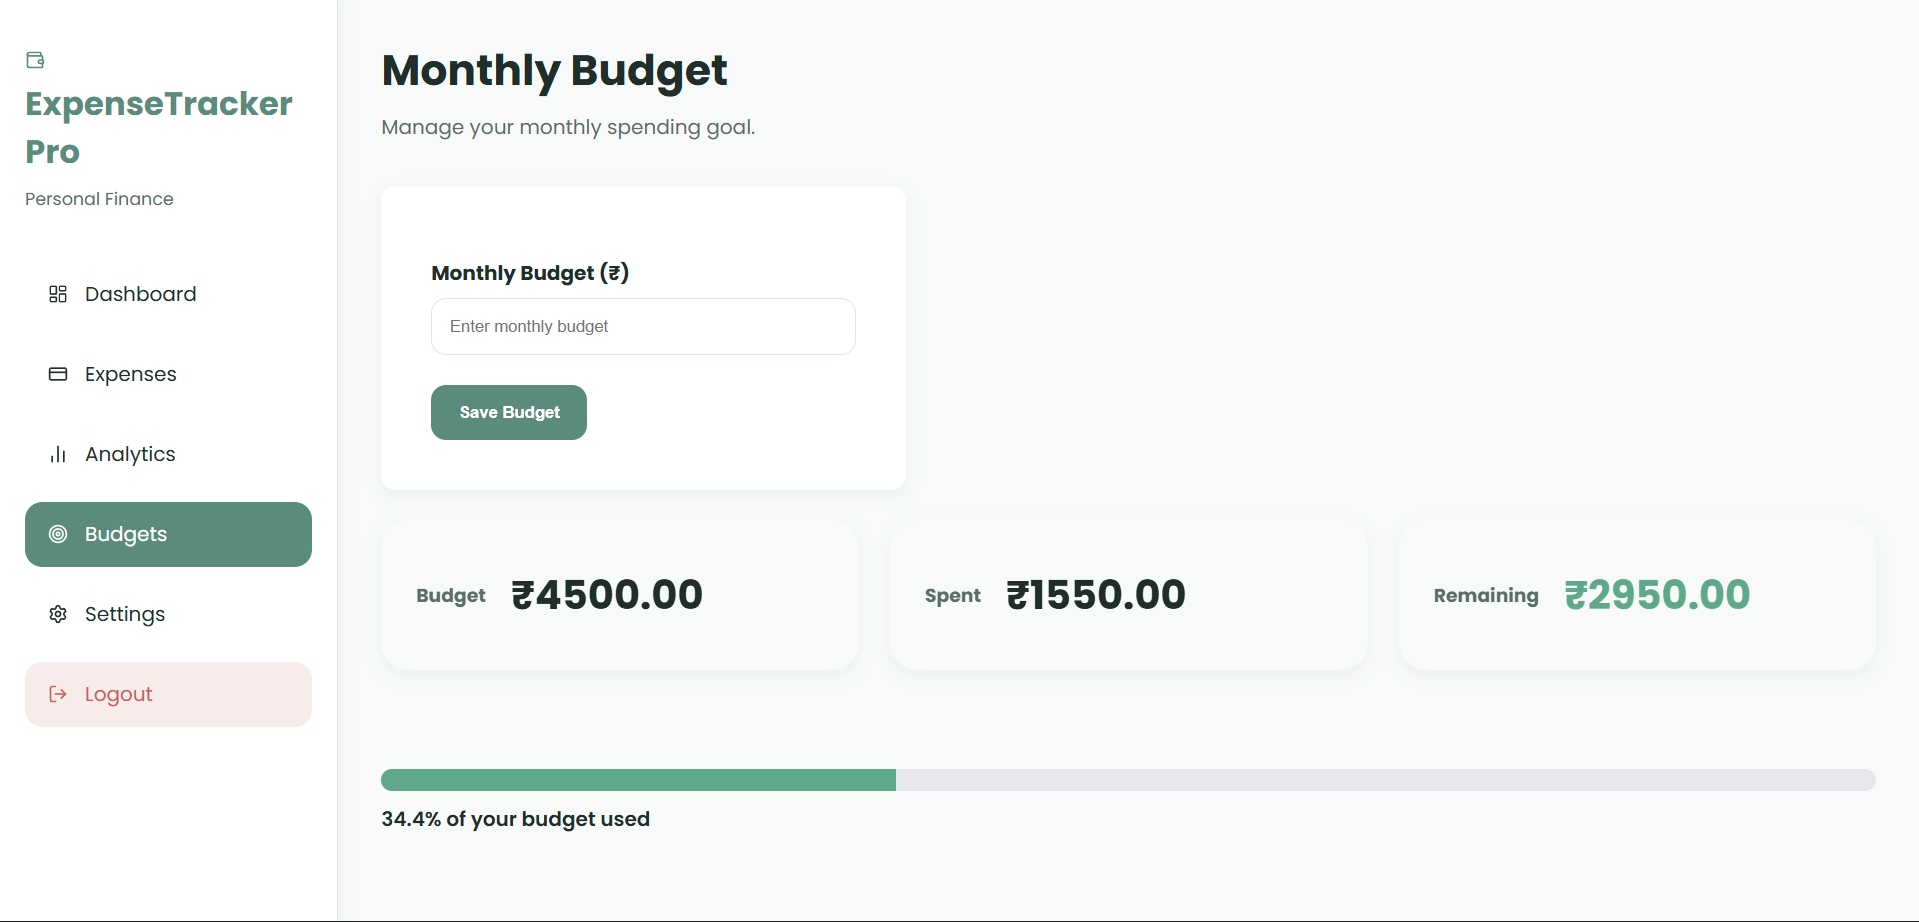 ExpenseTracker
Pro
Personal Finance
Dashboard
Expenses
Analytics
Budgets
Settings
Logout
Monthly Budget
Manage your monthly spending goal.
Monthly Budget (₹)
Enter monthly budget
Save Budget
Budget ₹4500.00
Spent ₹1550.00
Remaining ₹2950.00
34.4% of your budget used